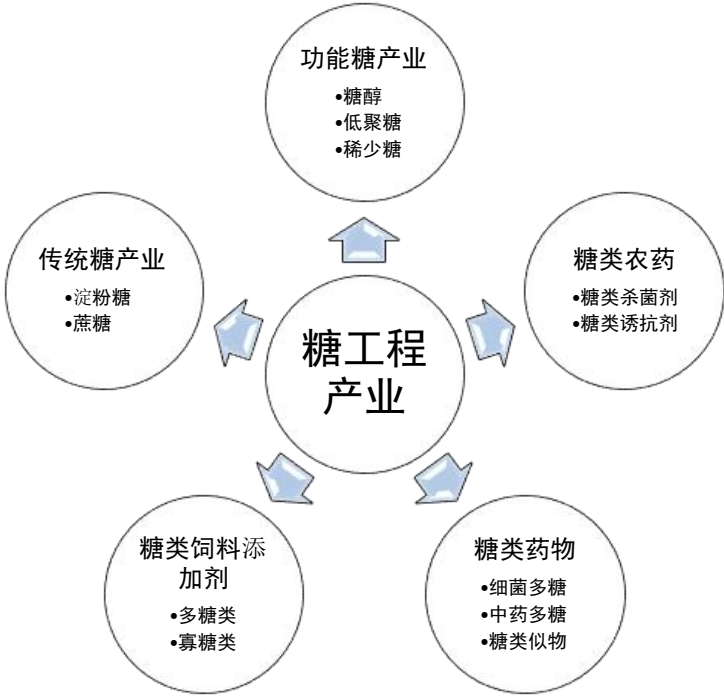 功能糖产业
•糖醇
•低聚糖
•稀少糖
传统糖产业
•淀粉糖
•蔗糖
糖类农药
•糖类杀菌剂
•糖类诱抗剂
糖工程
产业
糖类饲料添
加剂
•多糖类
•寡糖类
糖类药物
•细菌多糖
•中药多糖
•糖类似物